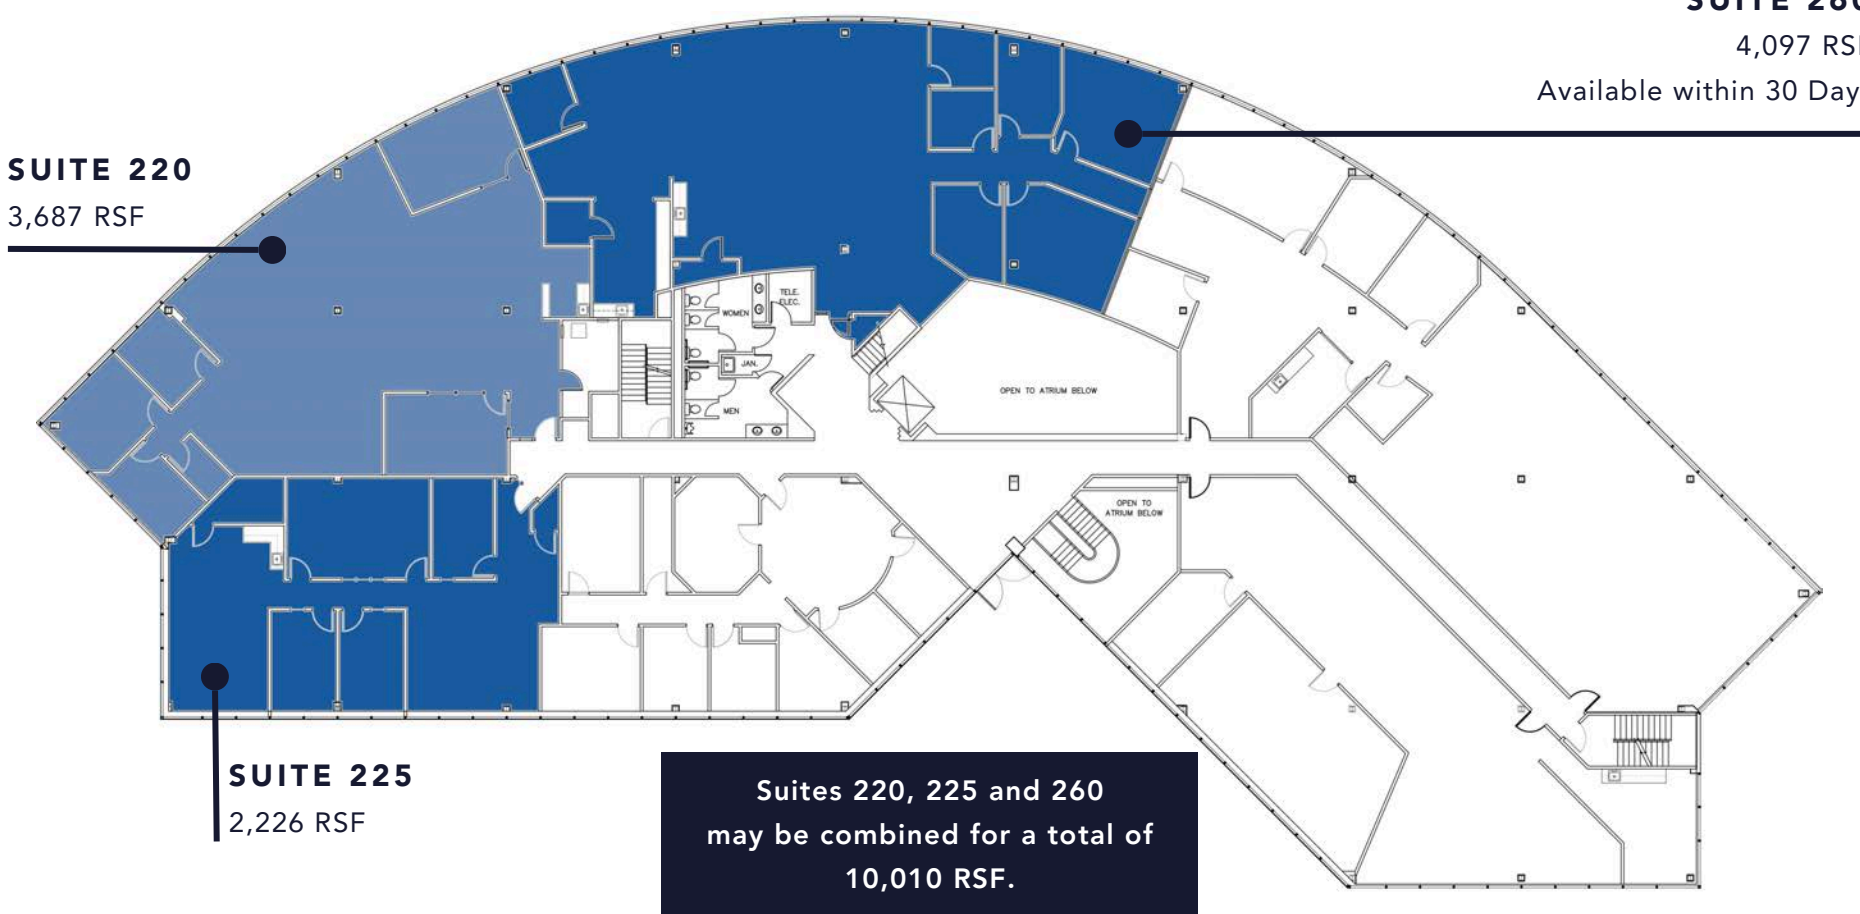 SUITE 260
4,097 RSF
Available within 30 Day
SUITE 220
3,687 RSF
TELE.
ELEC.
WOMEN
JAN.
MEN
OPEN TO ATRIUM BELOW
OPEN TO
ATRIUM BELOW
SUITE 225
2,226 RSF
Suites 220, 225 and 260
may be combined for a total of
10,010 RSF.